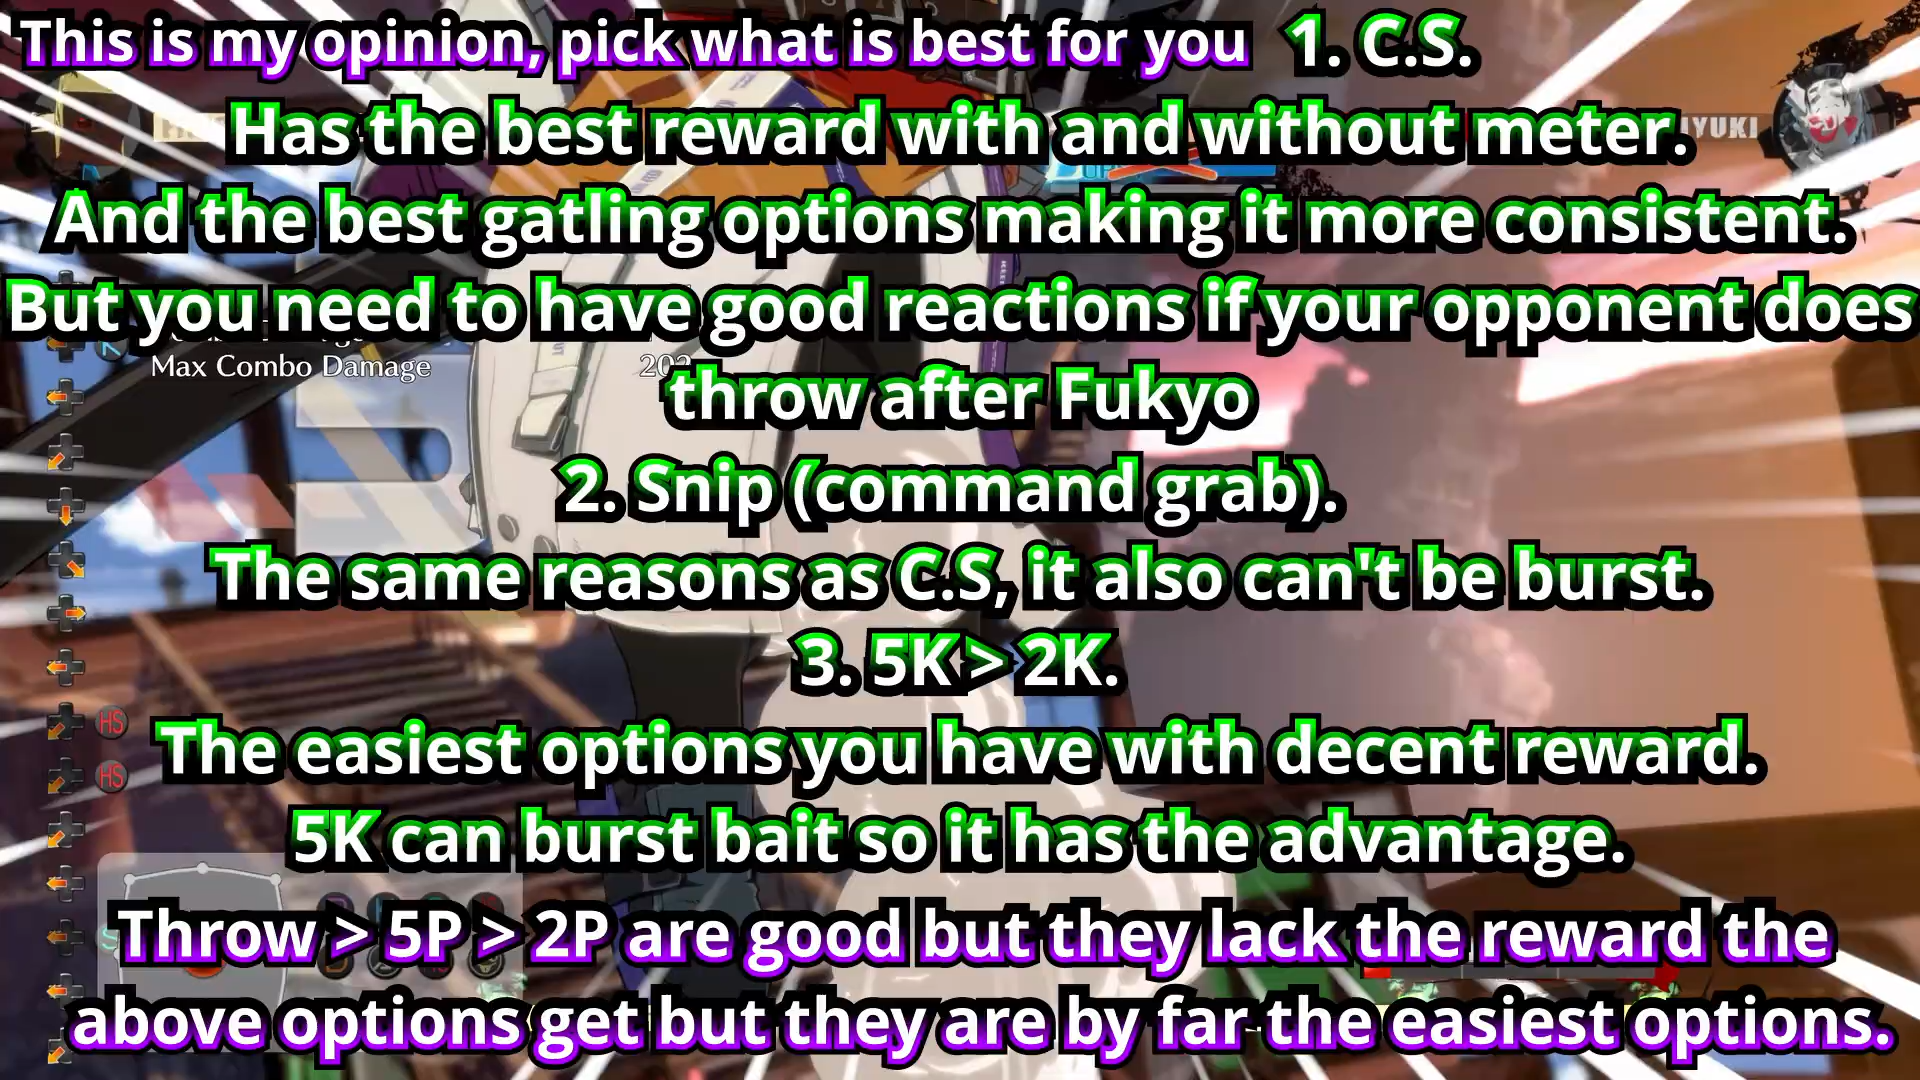 This is my opinion, pick what is best for you 1. C.S.
Has the best reward with and without meter.
IYUKI
And the best gatling options making it more consistent.
But you need to have good reactions if your opponent does
Max Combo Damage 202
throw after Fukyo
2. Snip (command grab).
The same reasons as C.S, it also can't be burst.
3. 5K > 2K.
HS
The easiest options you have with decent reward.
HS
5K can burst bait so it has the advantage.
Throw > 5P > 2P are good but they lack the reward the
above options get but they are by far the easiest options.